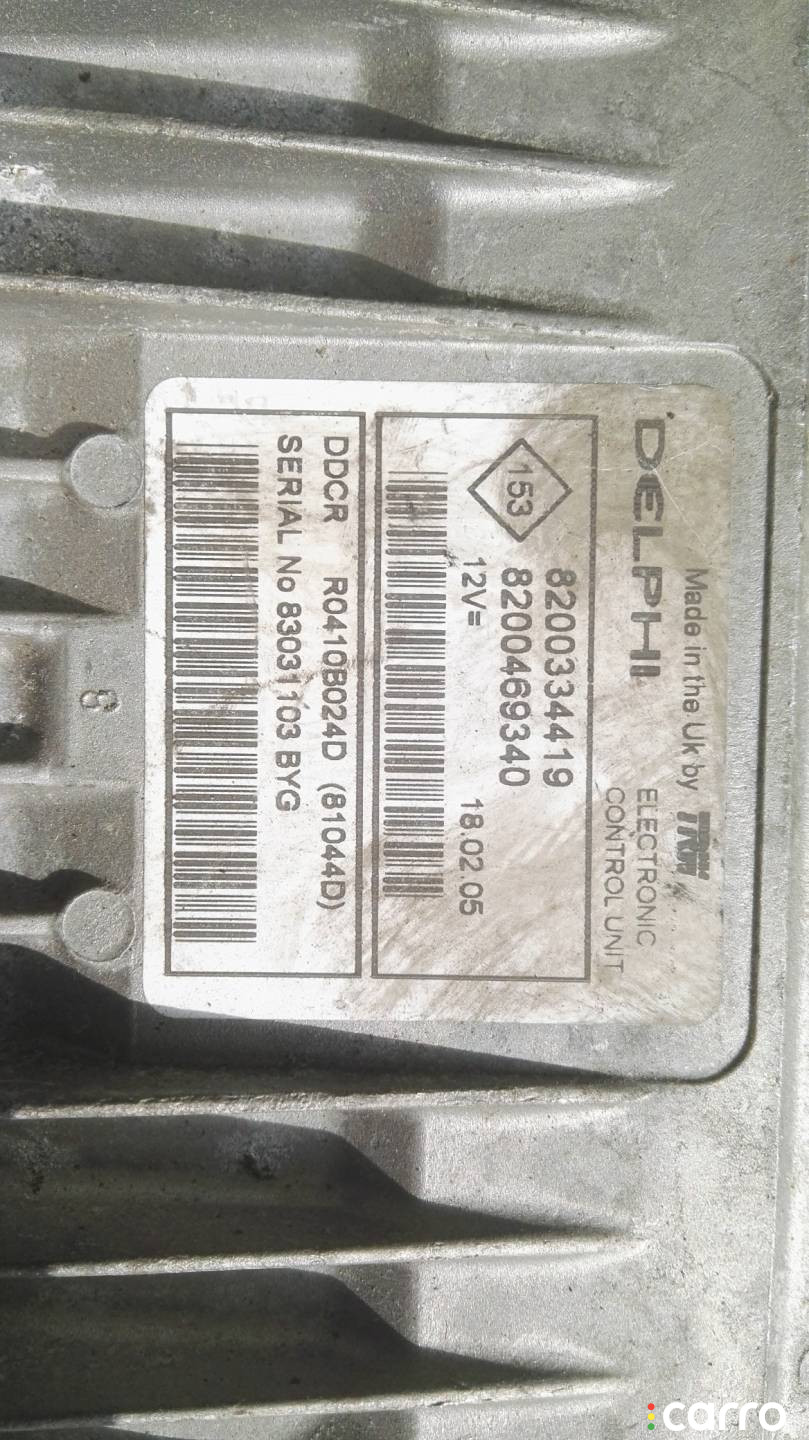 Made in the Uk by TRW
DELPHI
ELECTRONIC
CONTROL UNIT
8200334419
153
8200469340
12V=
18.02.05
DDCR R0410B024D (81044D)
SERIAL No 83031103 BYG
carro